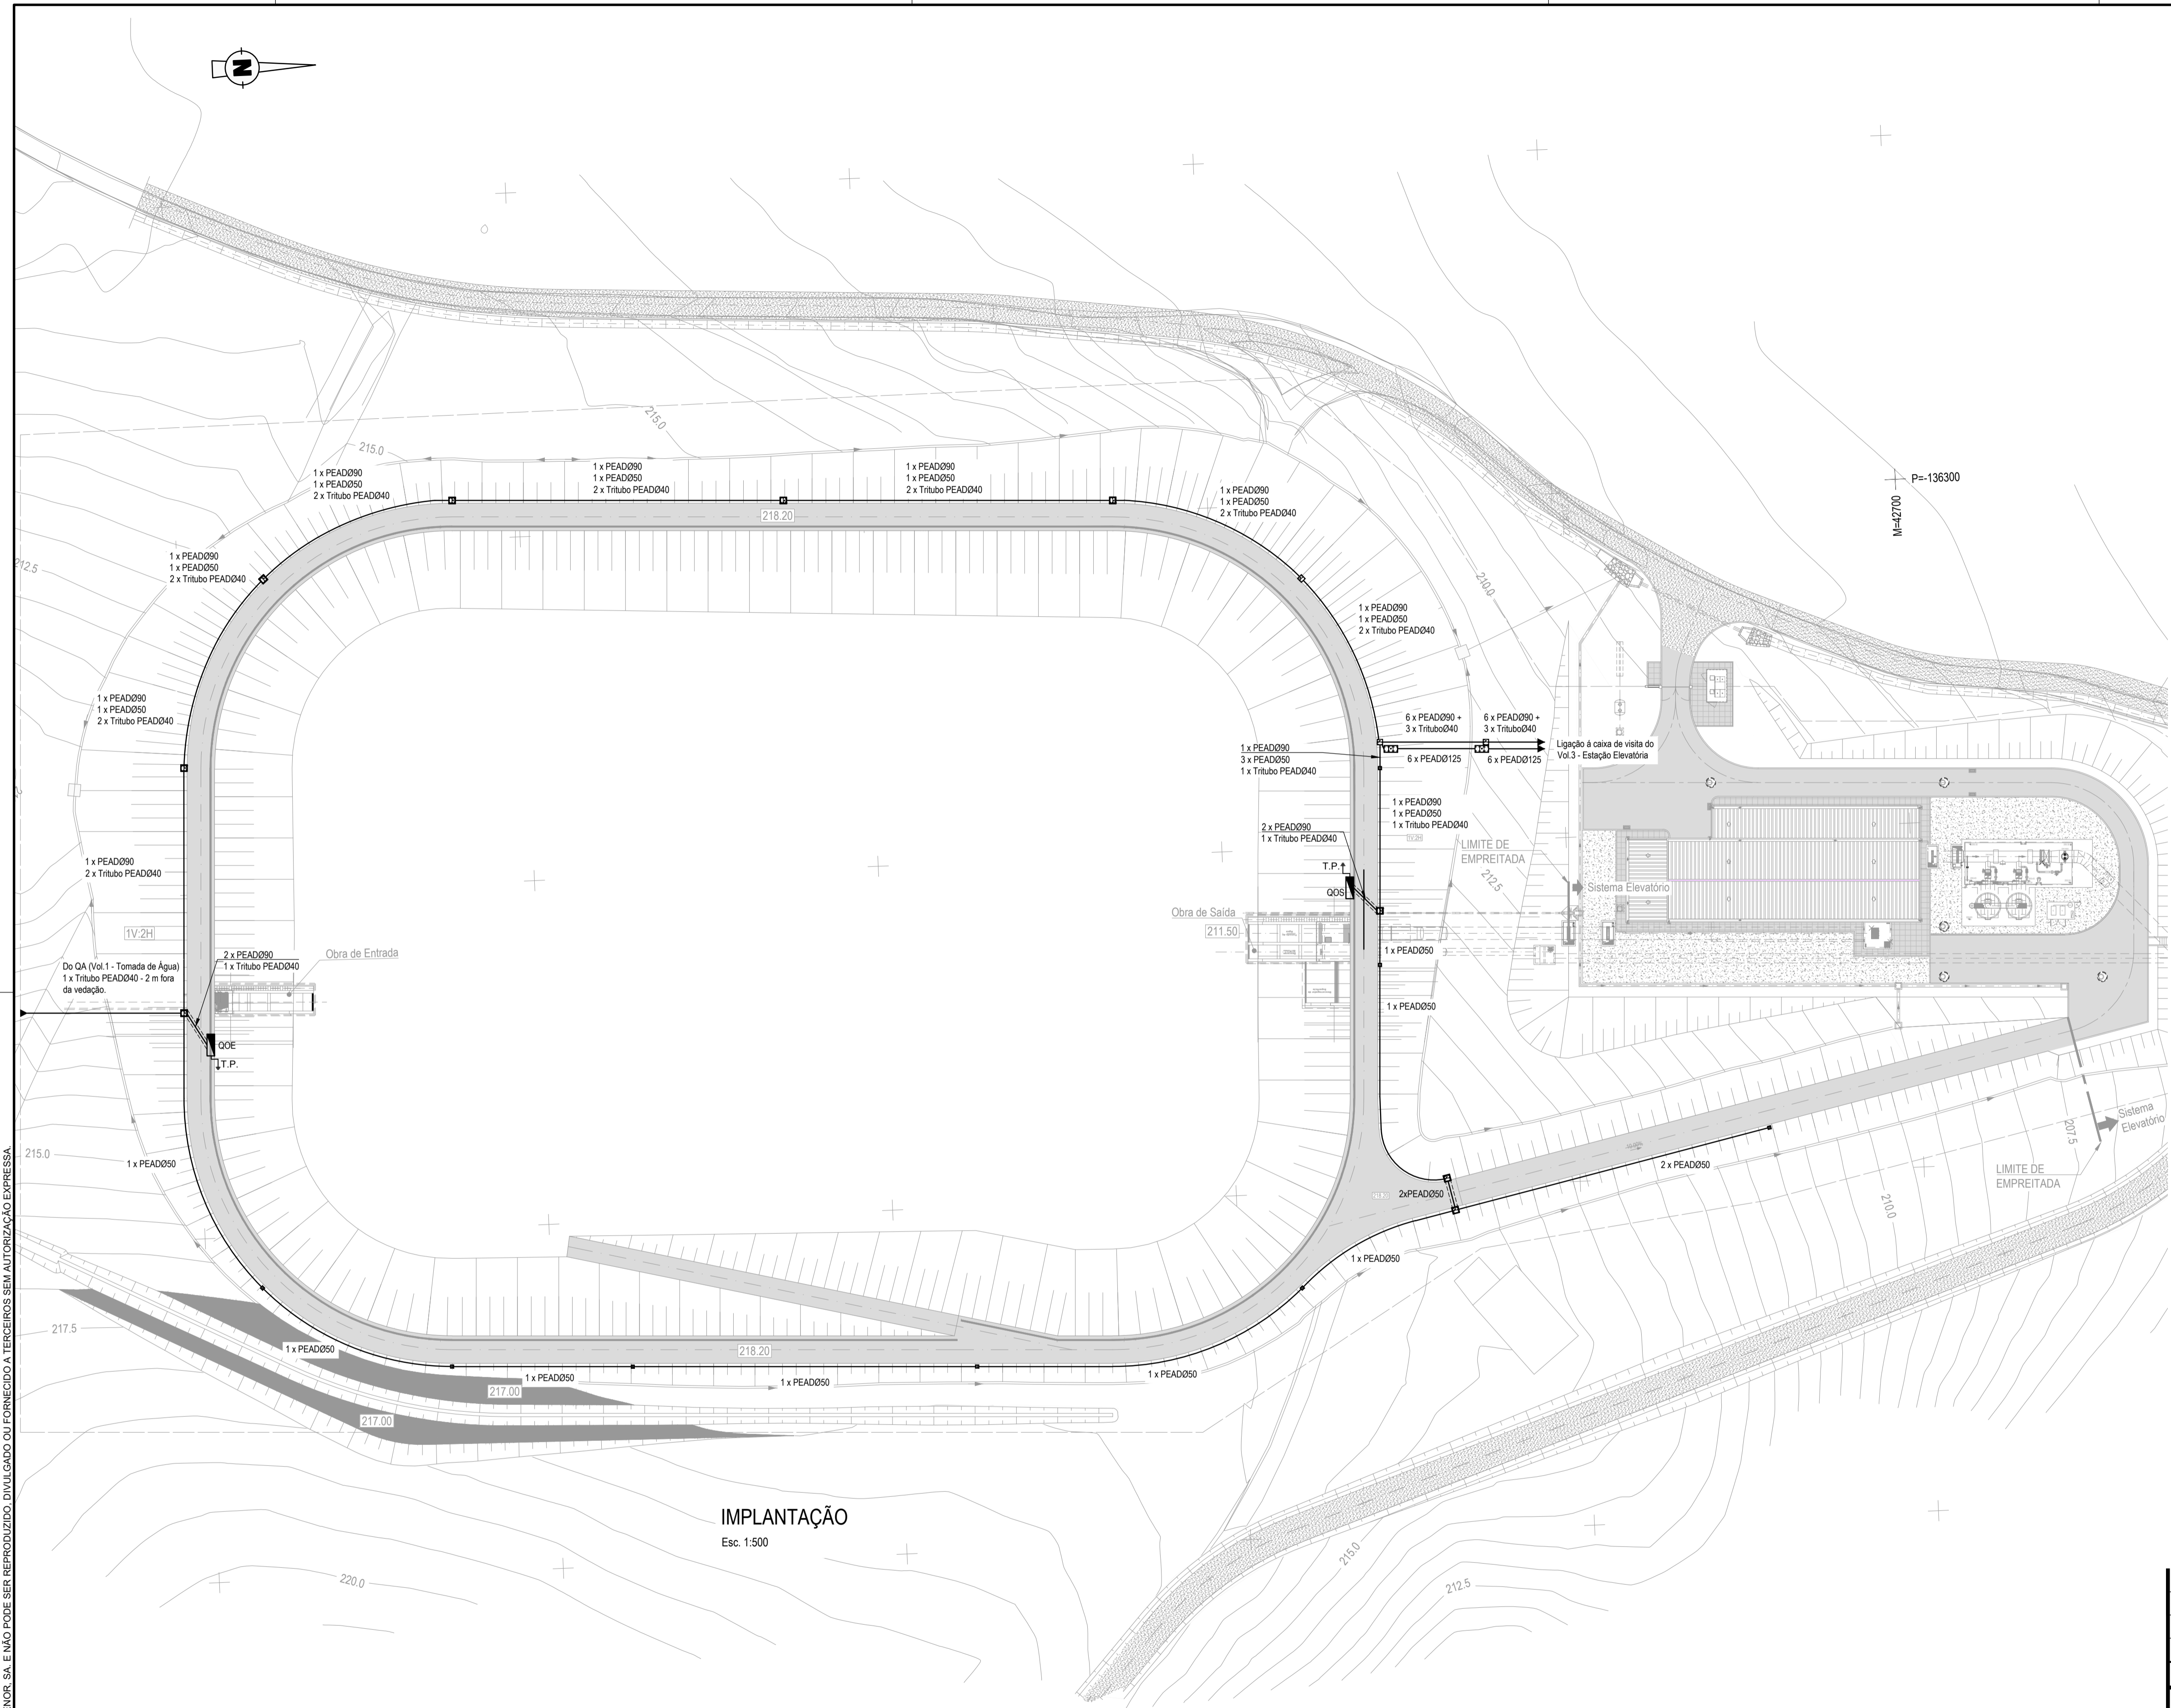 N
215.0
215.0
1 x PEADØ90
1 x PEADØ50
2 x Tritubo PEADØ40
1 x PEADØ90
1 x PEADØ50
2 x Tritubo PEADØ40
1 x PEADØ90
1 x PEADØ50
2 x Tritubo PEADØ40
1 x PEADØ90
1 x PEADØ50
2 x Tritubo PEADØ40
P=-136300
M=42700
218.20
1 x PEADØ90
1 x PEADØ50
2 x Tritubo PEADØ40
212.5
210.0
1 x PEADØ90
1 x PEADØ50
2 x Tritubo PEADØ40
1 x PEADØ90
1 x PEADØ50
2 x Tritubo PEADØ40
6 x PEADØ90 +
3 x TrituboØ40
6 x PEADØ90 +
3 x TrituboØ40
1 x PEADØ90
3 x PEADØ50
1 x Tritubo PEADØ40
6 x PEADØ125
6 x PEADØ125
Ligação á caixa de visita do
Vol.3 - Estação Elevatória
1 x PEADØ90
1 x PEADØ50
1 x Tritubo PEADØ40
1V:2H
2 x PEADØ90
1 x Tritubo PEADØ40
LIMITE DE
EMPREITADA
212.5
1 x PEADØ90
2 x Tritubo PEADØ40
T.P.
QOS
Sistema Elevatório
Obra de Saída
211.50
1V:2H
2 x PEADØ90
1 x Tritubo PEADØ40
Obra de Entrada
1 x PEADØ50
Do QA (Vol.1 - Tomada de Água)
1 x Tritubo PEADØ40 - 2 m fora
da vedação.
1 x PEADØ50
QOE
T.P.
Sistema
Elevatório
207.5
215.0
1 x PEADØ50
2 x PEADØ50
LIMITE DE
EMPREITADA
218.20
2xPEADØ50
210.0
1 x PEADØ50
217.5
1 x PEADØ50
218.20
1 x PEADØ50
1 x PEADØ50
1 x PEADØ50
217.00
217.00
IMPLANTAÇÃO
Esc. 1:500
215.0
220.0
212.5
NOR, SA. E NÃO PODE SER REPRODUZIDO, DIVULGADO OU FORNECIDO A TERCEIROS SEM AUTORIZAÇÃO EXPRESSA.